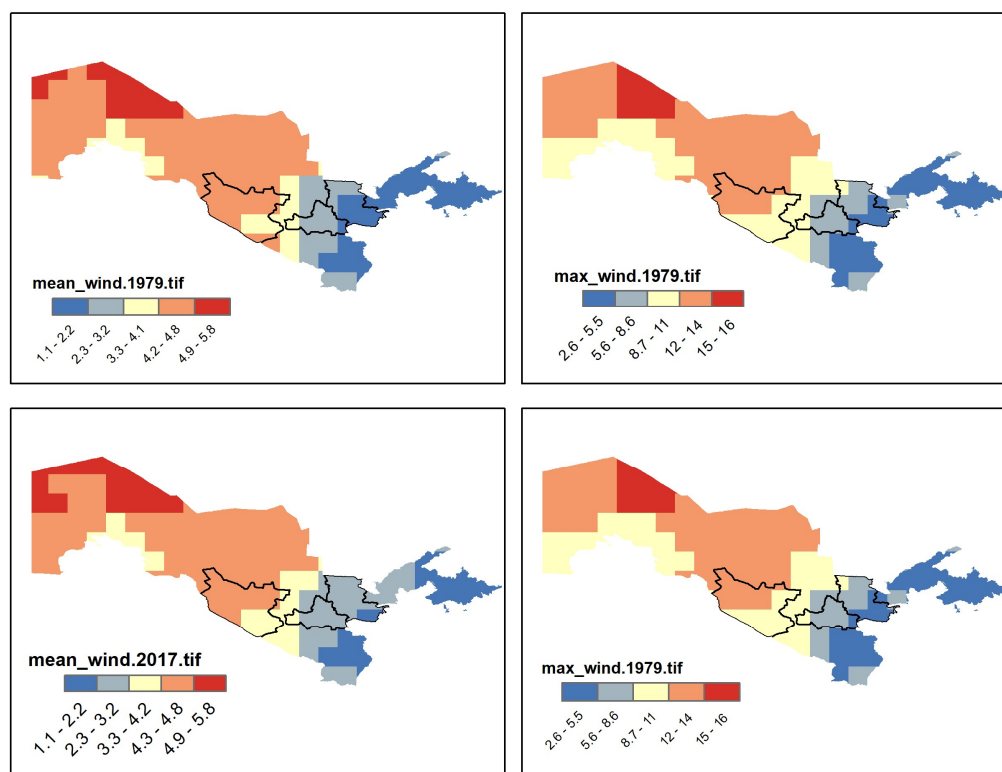 mean_wind.1979.tif
1.1 - 2.2
2.3 - 3.2
3.3 - 4.1
4.2 - 4.8
4.9 - 5.8
max_wind.1979.tif
2.6 - 5.5
5.6 - 8.6
8.7 - 11
12 - 14
15 - 16
mean_wind.2017.tif
1.1 - 2.2
2.3 - 3.2
3.3 - 4.2
4.3 - 4.8
4.9 - 5.8
max_wind.1979.tif
2.6 - 5.5
5.6 - 8.6
8.7 - 11
12 - 14
15 - 16